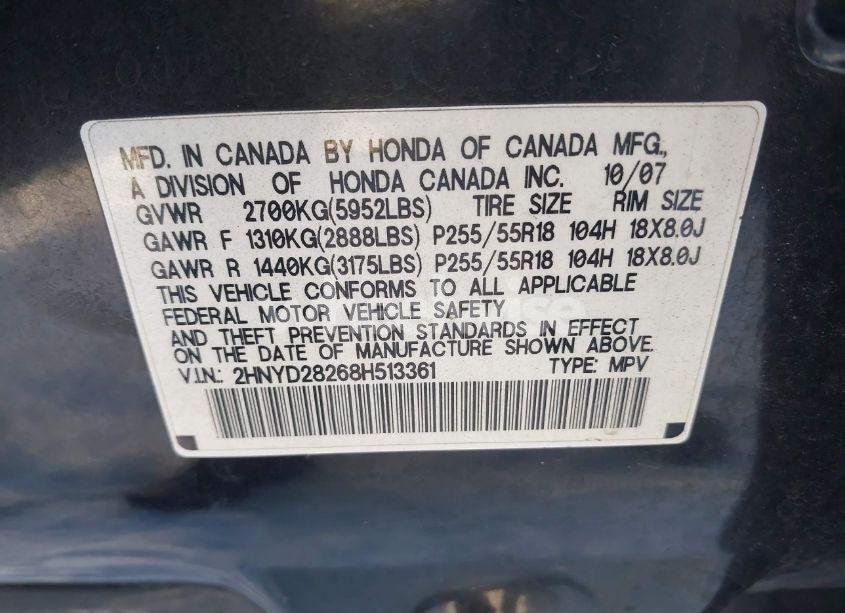 MFD. IN CANADA BY HONDA OF CANADA MFG.,
A DIVISION OF HONDA CANADA INC. 10/07
GVWR 2700KG(5952LBS) TIRE SIZE RIM SIZE
GAWR F 1310KG(2888LBS) P255/55R18 104H 18X8.0J
GAWR R 1440KG(3175LBS) P255/55R18 104H 18X8.0J
THIS VEHICLE CONFORMS TO ALL APPLICABLE
FEDERAL MOTOR VEHICLE SAFETY
AND THEFT PREVENTION STANDARDS IN EFFECT
ON THE DATE OF MANUFACTURE SHOWN ABOVE.
V.I.N.: 2HNYD28268H513361 TYPE: MPV